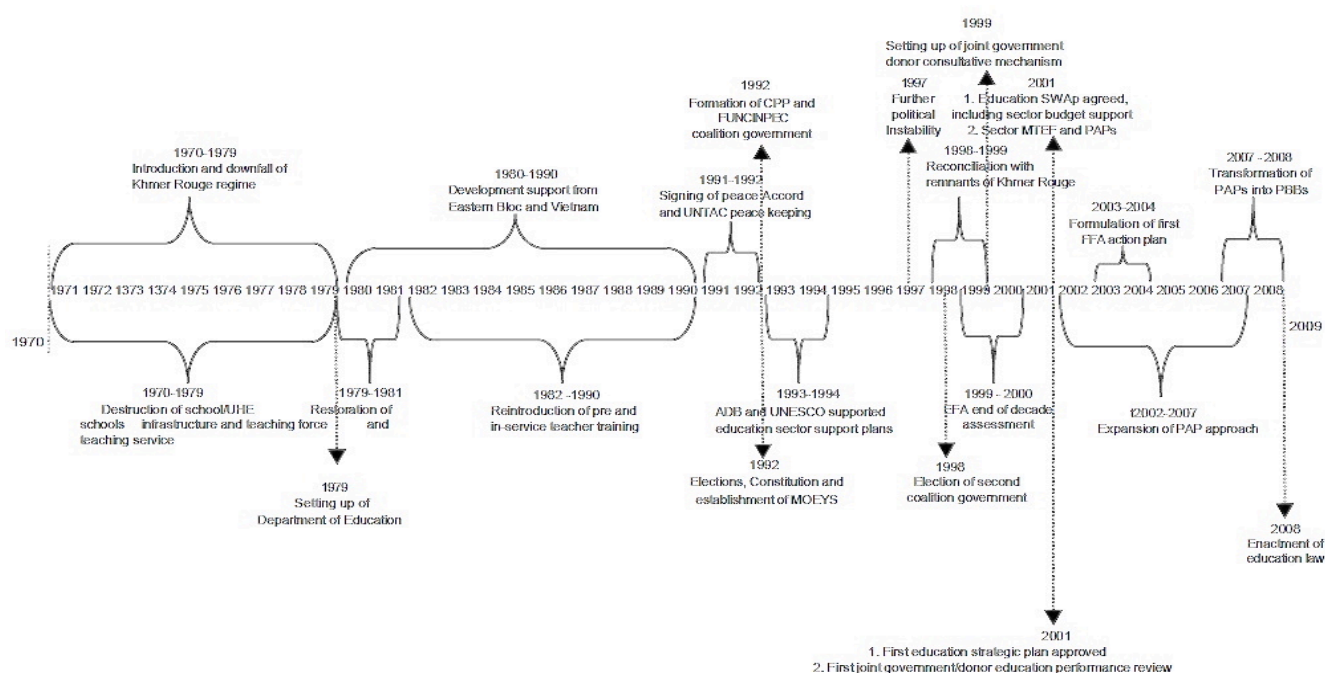 1999
Setting up of joint government
donor consultative mechanism
1992
Formation of CPP and
FUNCINPEC
coalition government
1997
Further
political
Instability
2001
1. Education SWAp agreed,
including sector budget support
2. Sector MTEF and PAPs
1970-1979
Introduction and downfall of
Khmer Rouge regime
1980-1990
Development support from
Eastern Bloc and Vietnam
1991-1992
Signing of peace Accord
and UNTAC peace keeping
1998-1999
Reconciliation with
remnants of Khmer Rouge
2003-2004
Formulation of first
FFA action plan
2007 - 2008
Transformation of
PAPs into PBBs
1971 1972 1373 1374 1975 1976 1977 1978 1979 1980 1981 1982 1983 1984 1985 1986 1987 1988 1989 1990 1991 1992 1993 1994 1995 1996 1997 1998 1999 2000 2001 2002 2003 2004 2005 2006 2007 2008
1970
2009
1970-1979
Destruction of school/UHE
schools infrastructure and leaching force
leaching service
1979-1981
Restoration of
and
1982 -1990
Reintroduction of pre and
in-service teacher training
1993-1994
ADB and UNESCO supported
education sector support plans
1999 - 2000
EFA end of decade
assessment
t2002-2007
Expansion of PAP approach
1979
Setting up of
Department of Education
1992
Elections, Constitution and
establishment of MOEYS
1998
Election of second
coalition government
2008
Enactment of
education law
2001
1. First education strategic plan approved
2. First joint government/donor education performance review